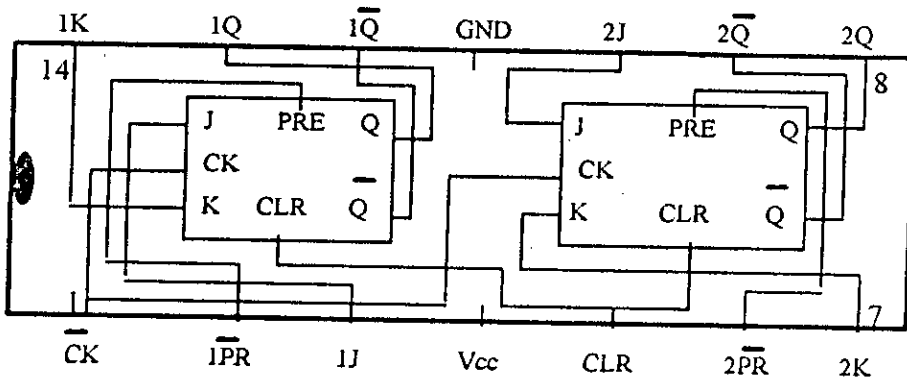 1K 1Q 1Q̅ GND 2J 2Q̅ 2Q
14 8
J PRE Q J PRE Q
CK CK
K CLR Q̅ K CLR Q̅
1 7
C̅K̅ 1P̅R̅ 1J Vcc CLR 2P̅R̅ 2K